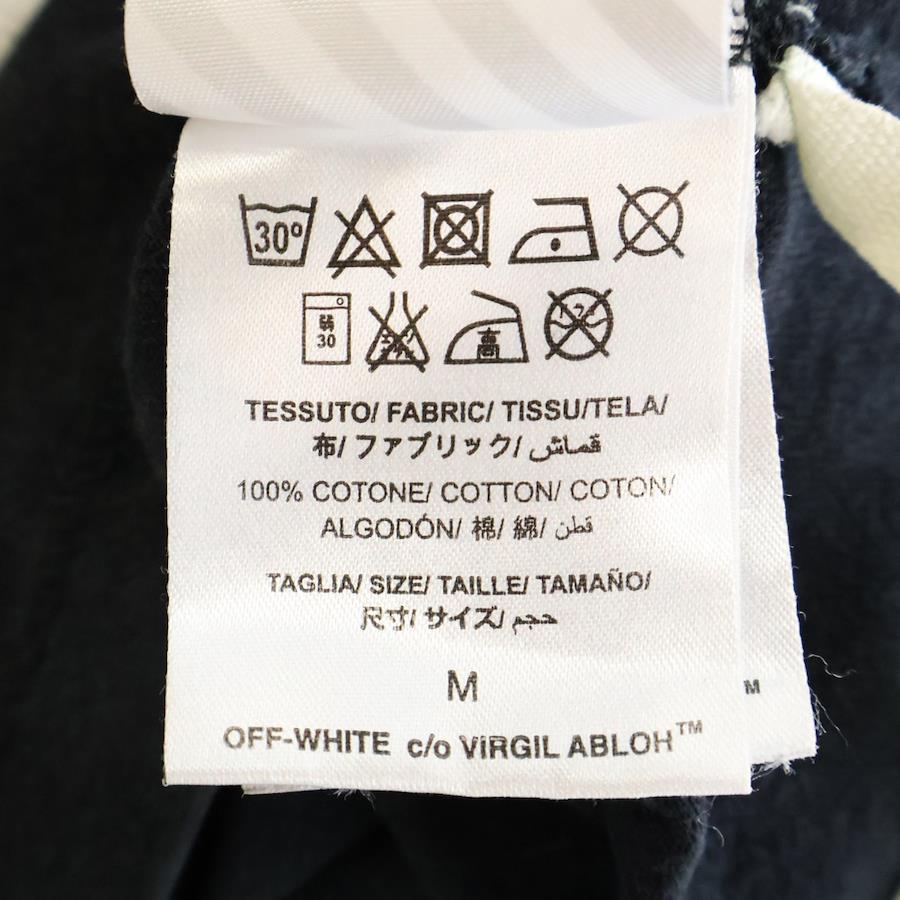 30°
弱
30
高
TESSUTO/ FABRIC/ TISSU/TELA/
布/ ファブリック/ قماش/
100% COTONE/ COTTON/ COTON/
ALGODÓN/ 棉/ 綿/ قطن/
TAGLIA/ SIZE/ TAILLE/ TAMAÑO/
尺寸/ サイズ/ حجم/
M
OFF-WHITE c/o VIRGIL ABLOH™
™